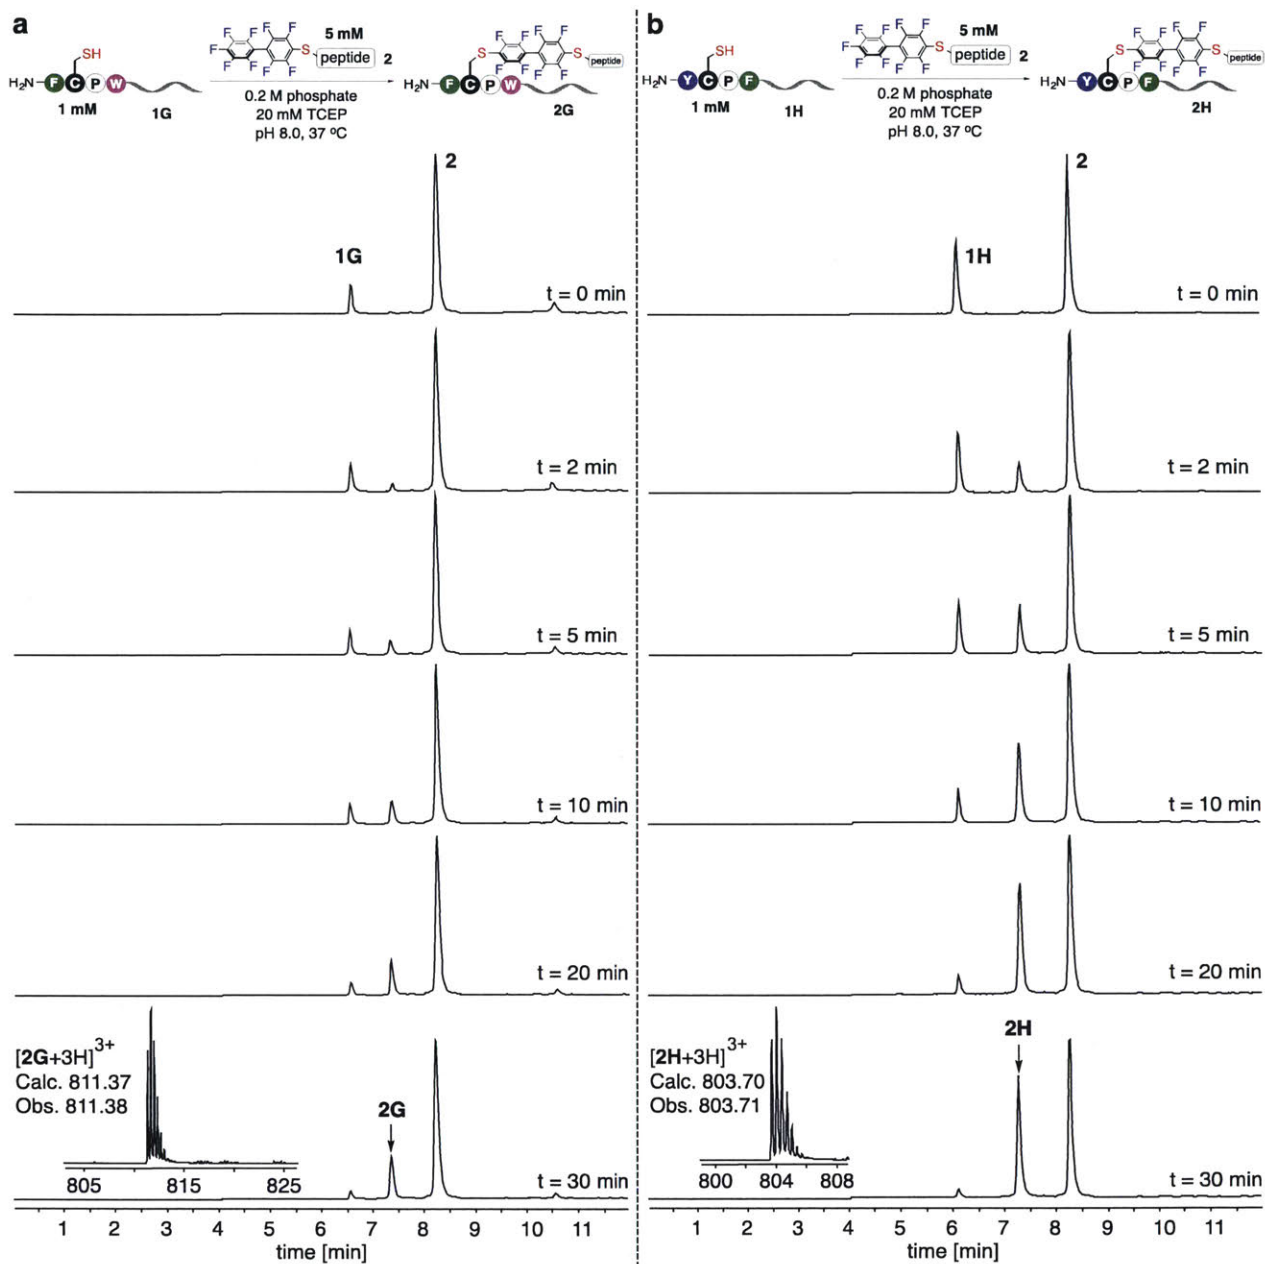 a
5 mM
F F F F F F F F F
S peptide 2
SH
H₂N F C P W
1 mM
1G
0.2 M phosphate
20 mM TCEP
pH 8.0, 37 ºC
F F F F F F F F
S S peptide
H₂N F C P W
2G
2
1G
t = 0 min
t = 2 min
t = 5 min
t = 10 min
t = 20 min
[2G+3H]³⁺
Calc. 811.37
Obs. 811.38
2G
805 815 825
t = 30 min
1 2 3 4 5 6 7 8 9 10 11
time [min]
b
5 mM
F F F F F F F F F
S peptide 2
SH
H₂N Y C P F
1 mM
1H
0.2 M phosphate
20 mM TCEP
pH 8.0, 37 ºC
F F F F F F F F
S S peptide
H₂N Y C P F
2H
2
1H
t = 0 min
t = 2 min
t = 5 min
t = 10 min
t = 20 min
[2H+3H]³⁺
Calc. 803.70
Obs. 803.71
2H
800 804 808
t = 30 min
1 2 3 4 5 6 7 8 9 10 11
time [min]